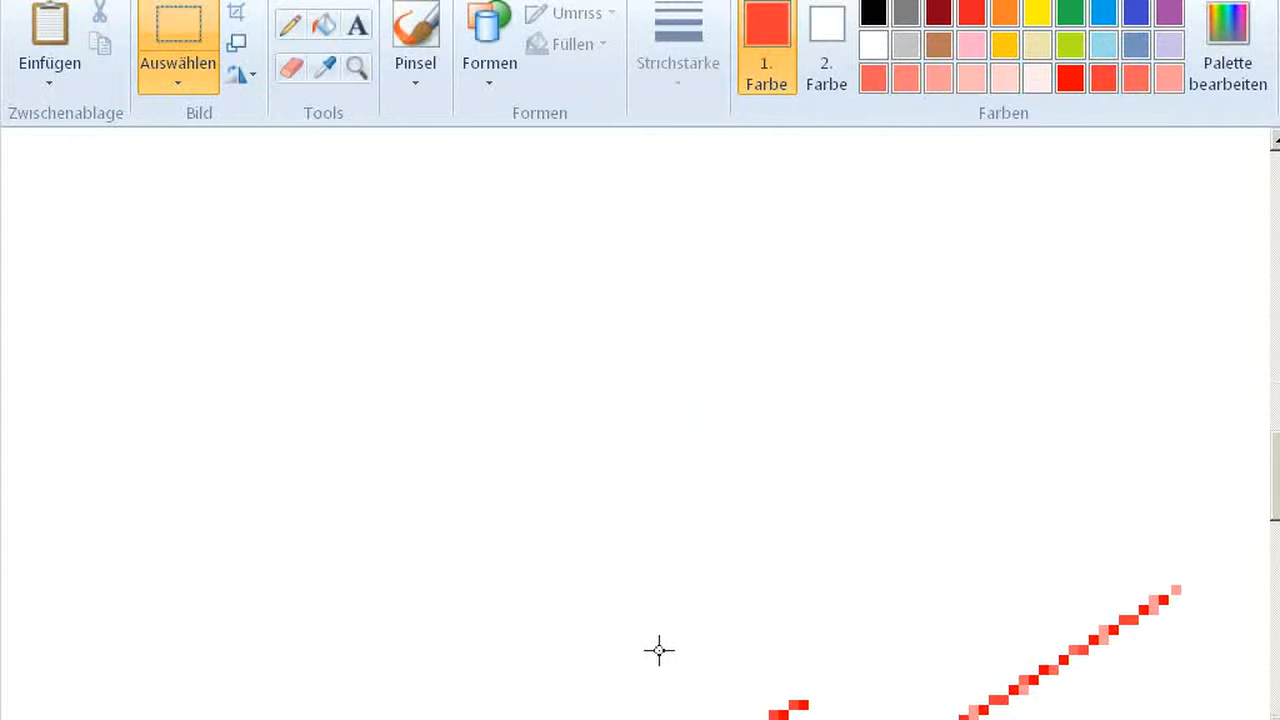 Umriss
Füllen
Einfügen
Auswählen
Pinsel
Formen
Strichstärke
1.
Farbe
2.
Farbe
Palette
bearbeiten
Zwischenablage
Bild
Tools
Formen
Farben